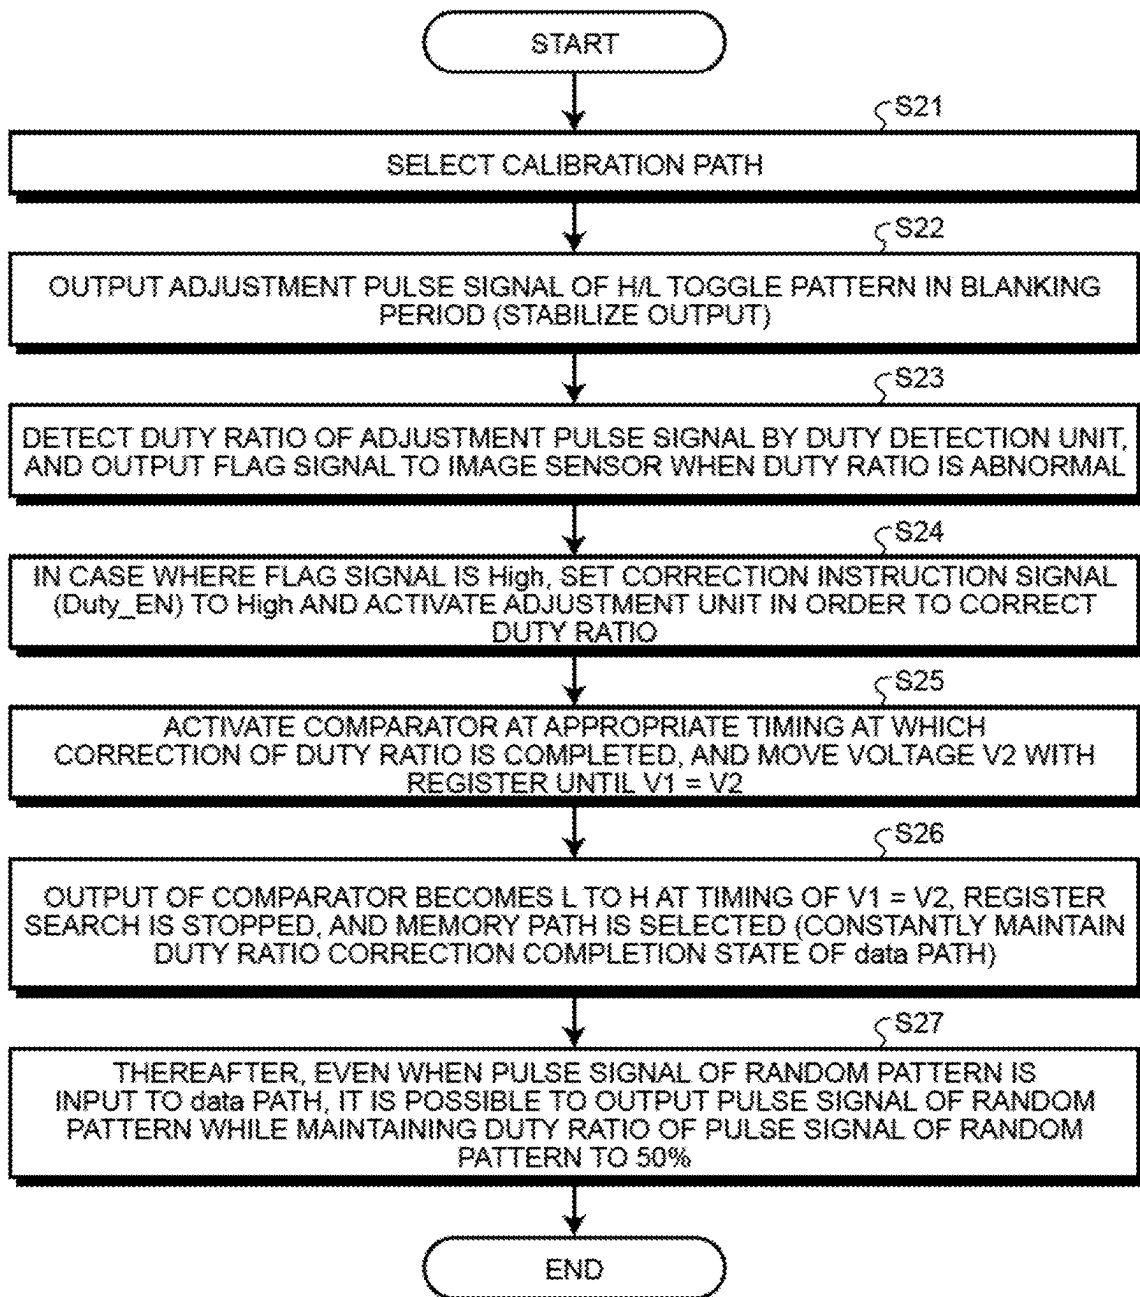 START
S21
SELECT CALIBRATION PATH
S22
OUTPUT ADJUSTMENT PULSE SIGNAL OF H/L TOGGLE PATTERN IN BLANKING
PERIOD (STABILIZE OUTPUT)
S23
DETECT DUTY RATIO OF ADJUSTMENT PULSE SIGNAL BY DUTY DETECTION UNIT,
AND OUTPUT FLAG SIGNAL TO IMAGE SENSOR WHEN DUTY RATIO IS ABNORMAL
S24
IN CASE WHERE FLAG SIGNAL IS High, SET CORRECTION INSTRUCTION SIGNAL
(Duty_EN) TO High AND ACTIVATE ADJUSTMENT UNIT IN ORDER TO CORRECT
DUTY RATIO
S25
ACTIVATE COMPARATOR AT APPROPRIATE TIMING AT WHICH
CORRECTION OF DUTY RATIO IS COMPLETED, AND MOVE VOLTAGE V2 WITH
REGISTER UNTIL V1 = V2
S26
OUTPUT OF COMPARATOR BECOMES L TO H AT TIMING OF V1 = V2, REGISTER
SEARCH IS STOPPED, AND MEMORY PATH IS SELECTED (CONSTANTLY MAINTAIN
DUTY RATIO CORRECTION COMPLETION STATE OF data PATH)
S27
THEREAFTER, EVEN WHEN PULSE SIGNAL OF RANDOM PATTERN IS
INPUT TO data PATH, IT IS POSSIBLE TO OUTPUT PULSE SIGNAL OF RANDOM
PATTERN WHILE MAINTAINING DUTY RATIO OF PULSE SIGNAL OF RANDOM
PATTERN TO 50%
END